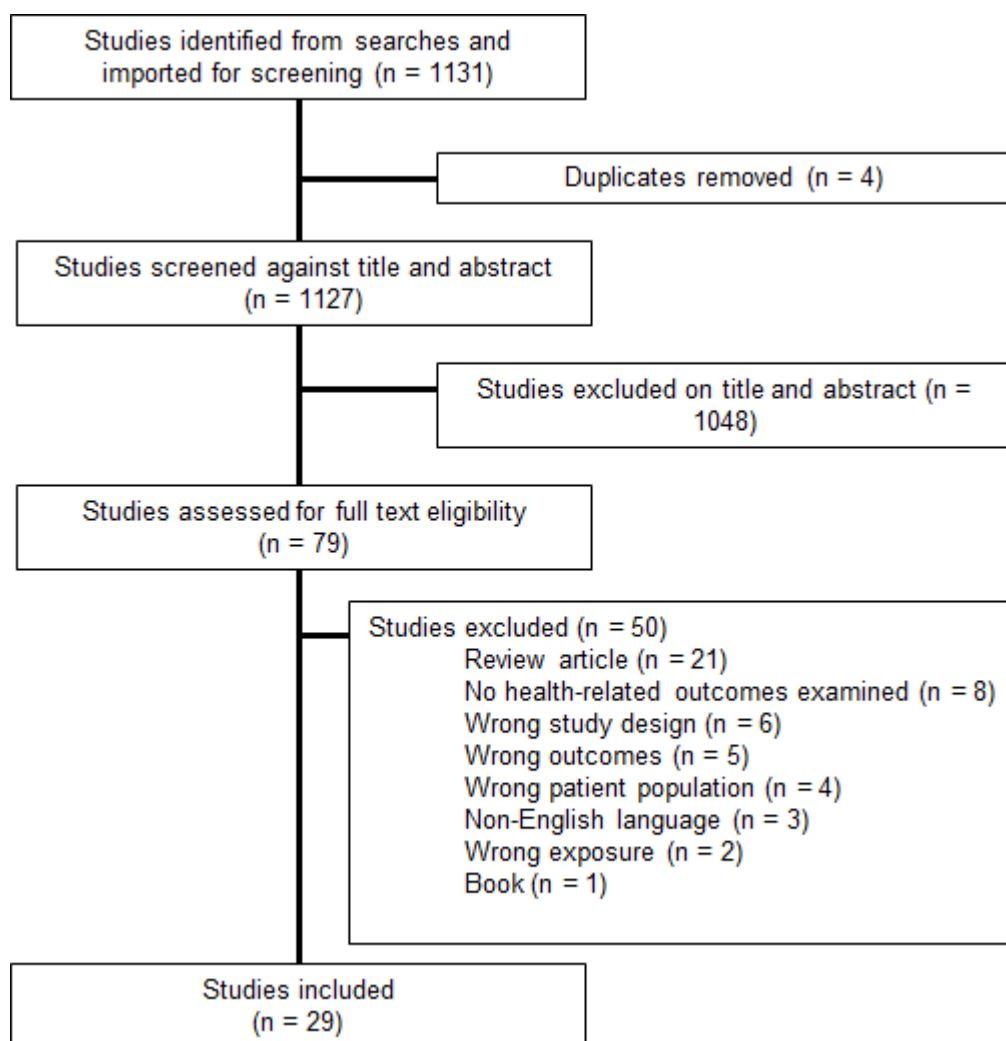 Studies identified from searches and
imported for screening (n = 1131)
Duplicates removed (n = 4)
Studies screened against title and abstract
(n = 1127)
Studies excluded on title and abstract (n =
1048)
Studies assessed for full text eligibility
(n = 79)
Studies excluded (n = 50)
Review article (n = 21)
No health-related outcomes examined (n = 8)
Wrong study design (n = 6)
Wrong outcomes (n = 5)
Wrong patient population (n = 4)
Non-English language (n = 3)
Wrong exposure (n = 2)
Book (n = 1)
Studies included
(n = 29)